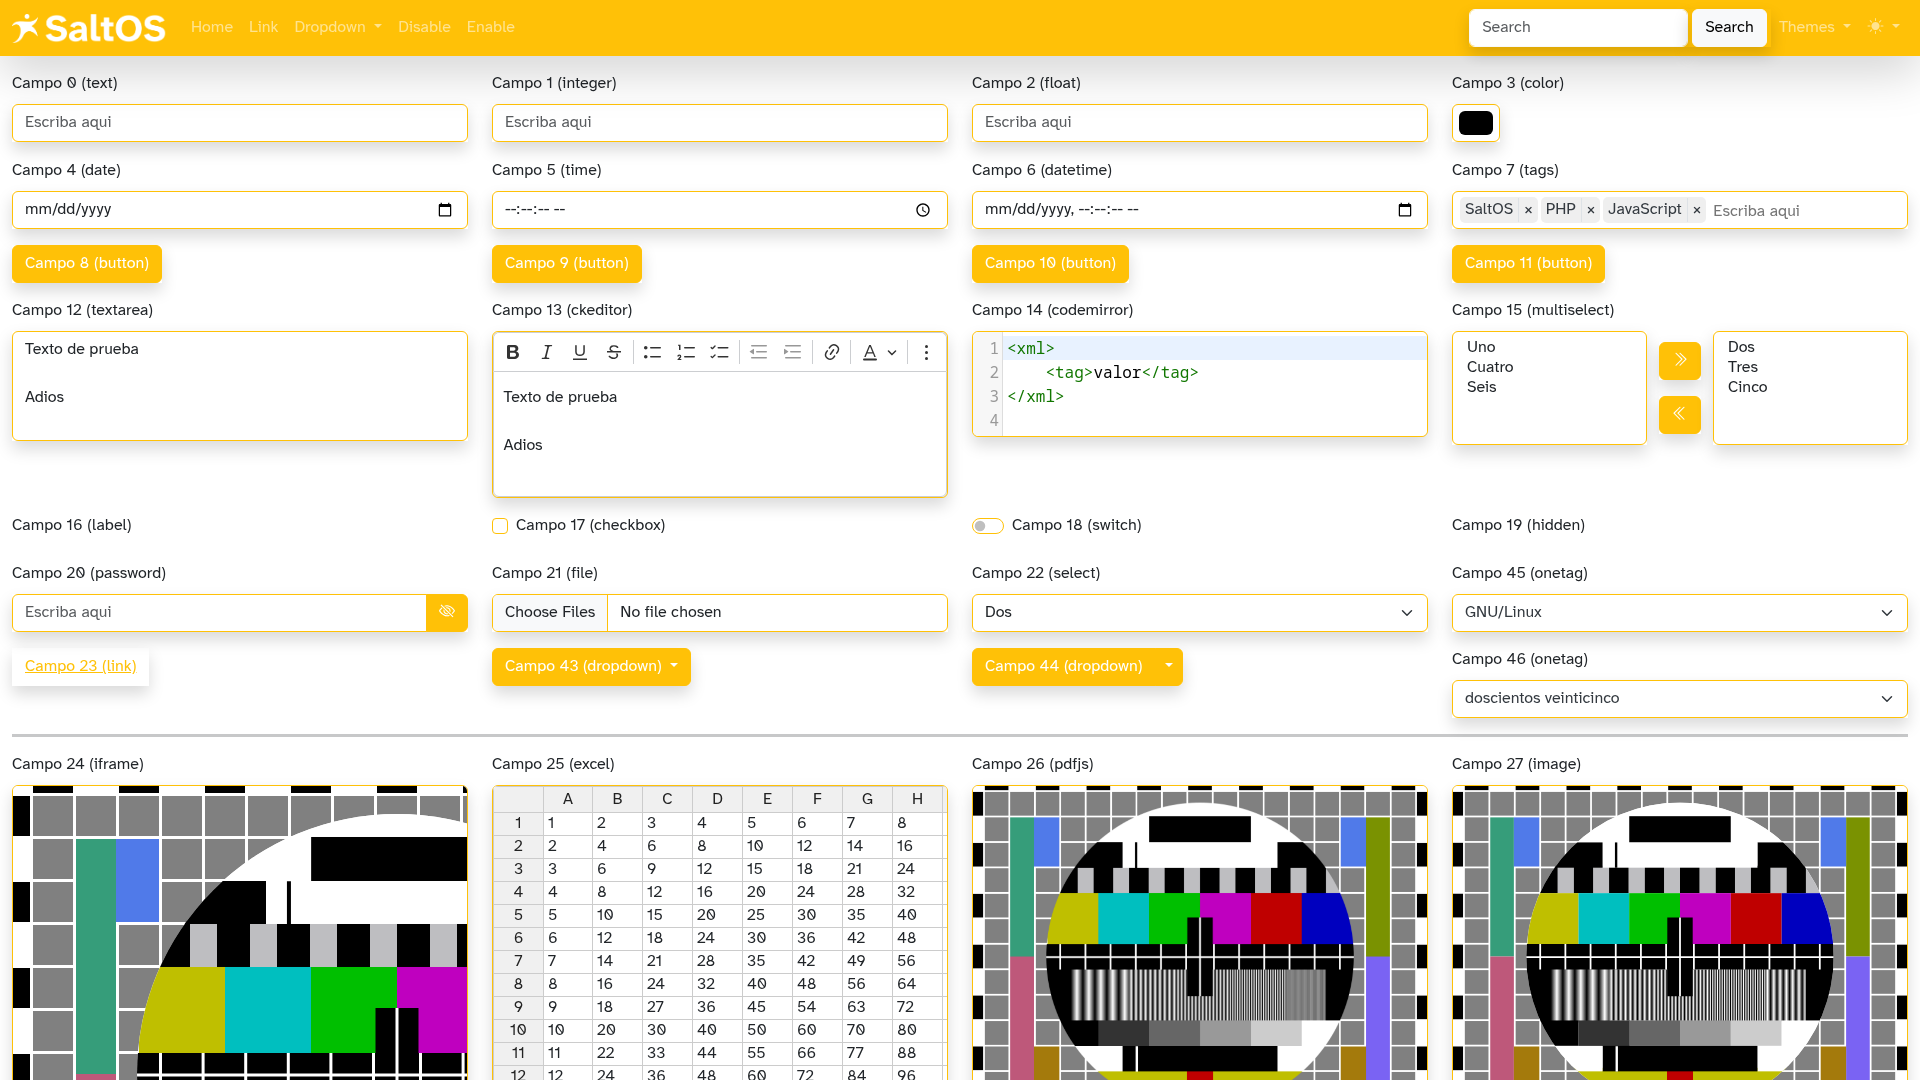 SaltOS Home Link Dropdown Disable Enable Search Search Themes
Campo 0 (text) Campo 1 (integer) Campo 2 (float) Campo 3 (color)
Escriba aqui Escriba aqui Escriba aqui
Campo 4 (date) Campo 5 (time) Campo 6 (datetime) Campo 7 (tags)
mm/dd/yyyy --:--:-- -- mm/dd/yyyy, --:--:-- -- SaltOS × PHP × JavaScript × Escriba aqui
Campo 8 (button) Campo 9 (button) Campo 10 (button) Campo 11 (button)
Campo 12 (textarea) Campo 13 (ckeditor) Campo 14 (codemirror) Campo 15 (multiselect)
Texto de prueba
Adios
B I U S A
Texto de prueba
Adios
1 <xml>
2 <tag>valor</tag>
3 </xml>
4
Uno
Cuatro
Seis
Dos
Tres
Cinco
Campo 16 (label) Campo 17 (checkbox) Campo 18 (switch) Campo 19 (hidden)
Campo 20 (password) Campo 21 (file) Campo 22 (select) Campo 45 (onetag)
Escriba aqui Choose Files No file chosen Dos GNU/Linux
Campo 23 (link) Campo 43 (dropdown) Campo 44 (dropdown) Campo 46 (onetag)
doscientos veinticinco
Campo 24 (iframe) Campo 25 (excel) Campo 26 (pdfjs) Campo 27 (image)
A B C D E F G H
1 1 2 3 4 5 6 7 8
2 2 4 6 8 10 12 14 16
3 3 6 9 12 15 18 21 24
4 4 8 12 16 20 24 28 32
5 5 10 15 20 25 30 35 40
6 6 12 18 24 30 36 42 48
7 7 14 21 28 35 42 49 56
8 8 16 24 32 40 48 56 64
9 9 18 27 36 45 54 63 72
10 10 20 30 40 50 60 70 80
11 11 22 33 44 55 66 77 88
12 12 24 36 48 60 72 84 96